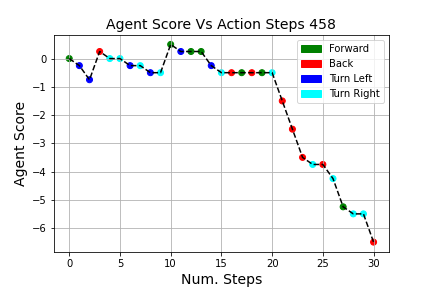 Agent Score Vs Action Steps 458
Forward
Back
Turn Left
Turn Right
0
−1
−2
−3
−4
−5
−6
Agent Score
0 5 10 15 20 25 30
Num. Steps